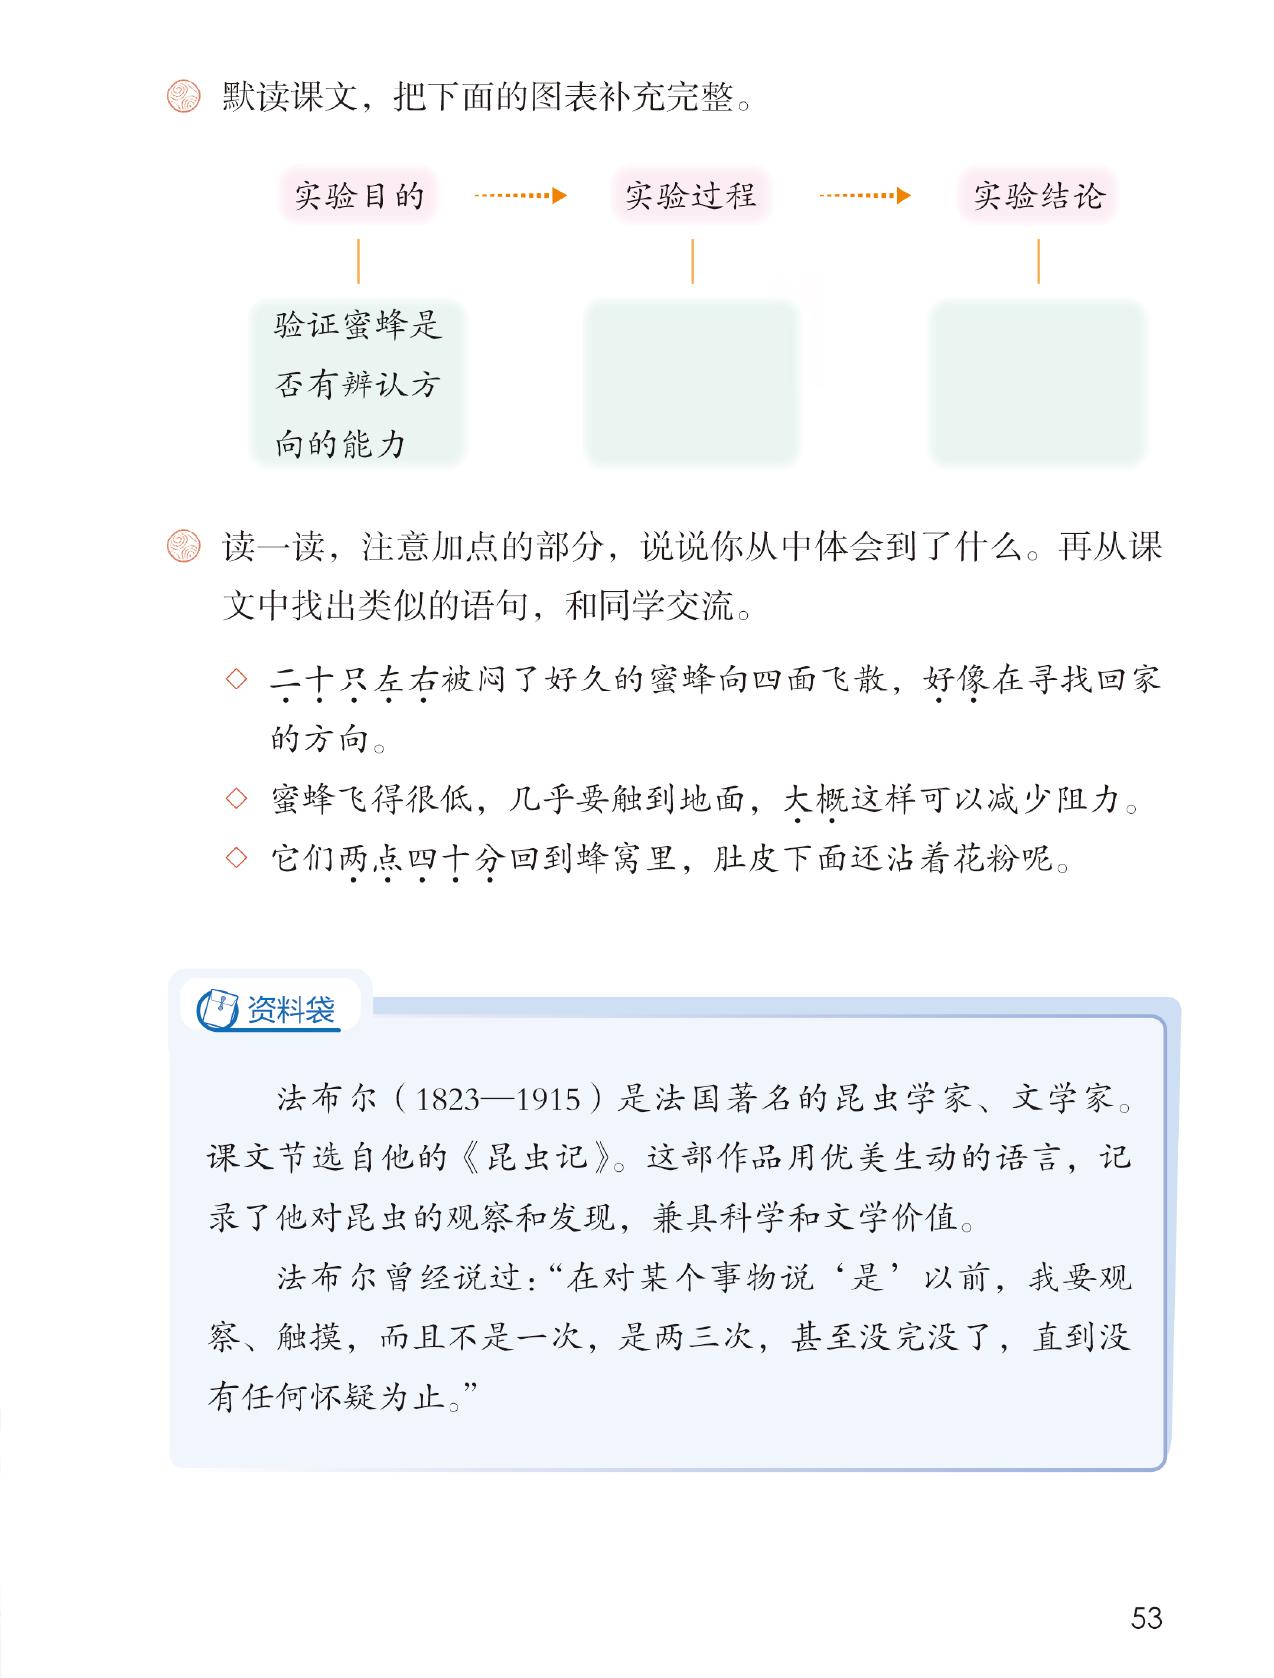 默读课文，把下面的图表补充完整。
实验目的 实验过程 实验结论
验证蜜蜂是
否有辨认方
向的能力
读一读，注意加点的部分，说说你从中体会到了什么。再从课
文中找出类似的语句，和同学交流。
二十只左右被闷了好久的蜜蜂向四面飞散，好像在寻找回家
的方向。
蜜蜂飞得很低，几乎要触到地面，大概这样可以减少阻力。
它们两点四十分回到蜂窝里，肚皮下面还沾着花粉呢。
资料袋
法布尔（1823—1915）是法国著名的昆虫学家、文学家。
课文节选自他的《昆虫记》。这部作品用优美生动的语言，记
录了他对昆虫的观察和发现，兼具科学和文学价值。
法布尔曾经说过：“在对某个事物说‘是’以前，我要观
察、触摸，而且不是一次，是两三次，甚至没完没了，直到没
有任何怀疑为止。”
53